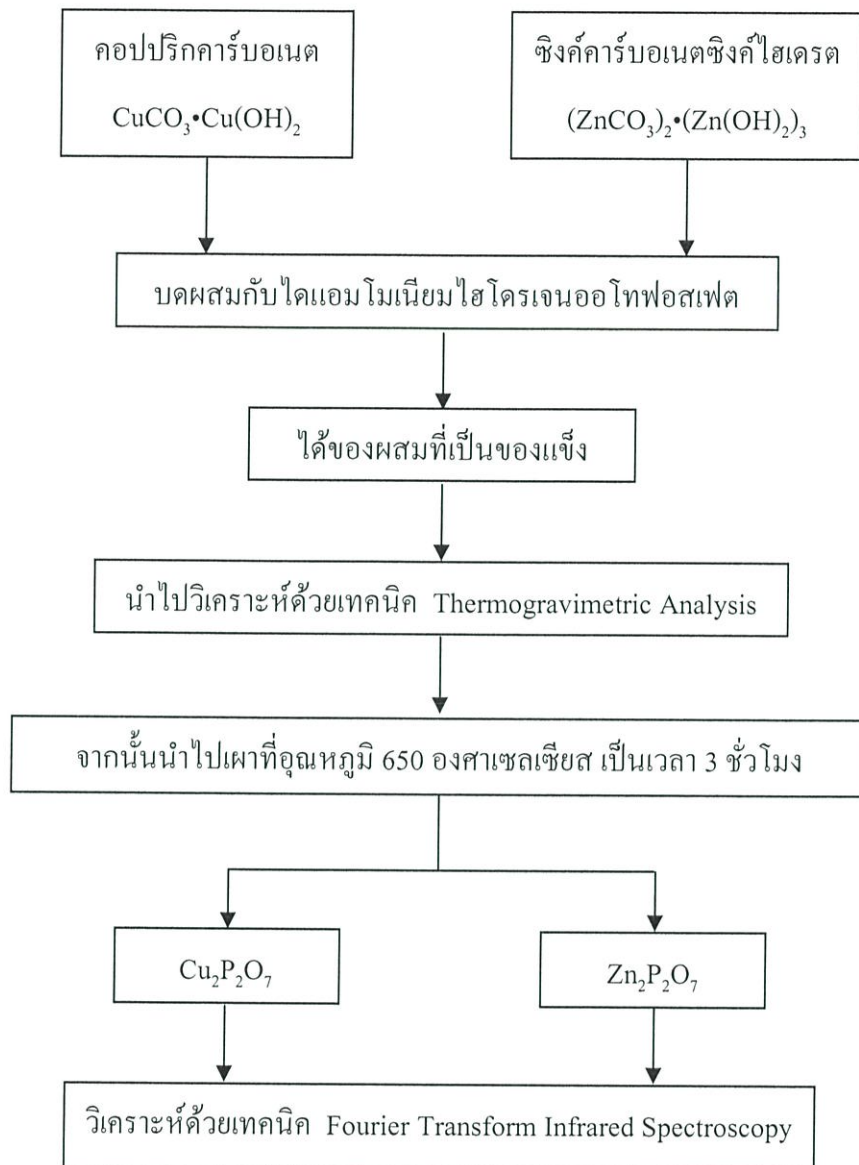 คอปปริกคาร์บอเนต
CuCO₃•Cu(OH)₂
ซิงค์คาร์บอเนตซิงค์ไฮเดรต
(ZnCO₃)₂•(Zn(OH)₂)₃
บดผสมกับไดแอมโมเนียมไฮโดรเจนออโทฟอสเฟต
ได้ของผสมที่เป็นของแข็ง
นำไปวิเคราะห์ด้วยเทคนิค Thermogravimetric Analysis
จากนั้นนำไปเผาที่อุณหภูมิ 650 องศาเซลเซียส เป็นเวลา 3 ชั่วโมง
Cu₂P₂O₇
Zn₂P₂O₇
วิเคราะห์ด้วยเทคนิค Fourier Transform Infrared Spectroscopy